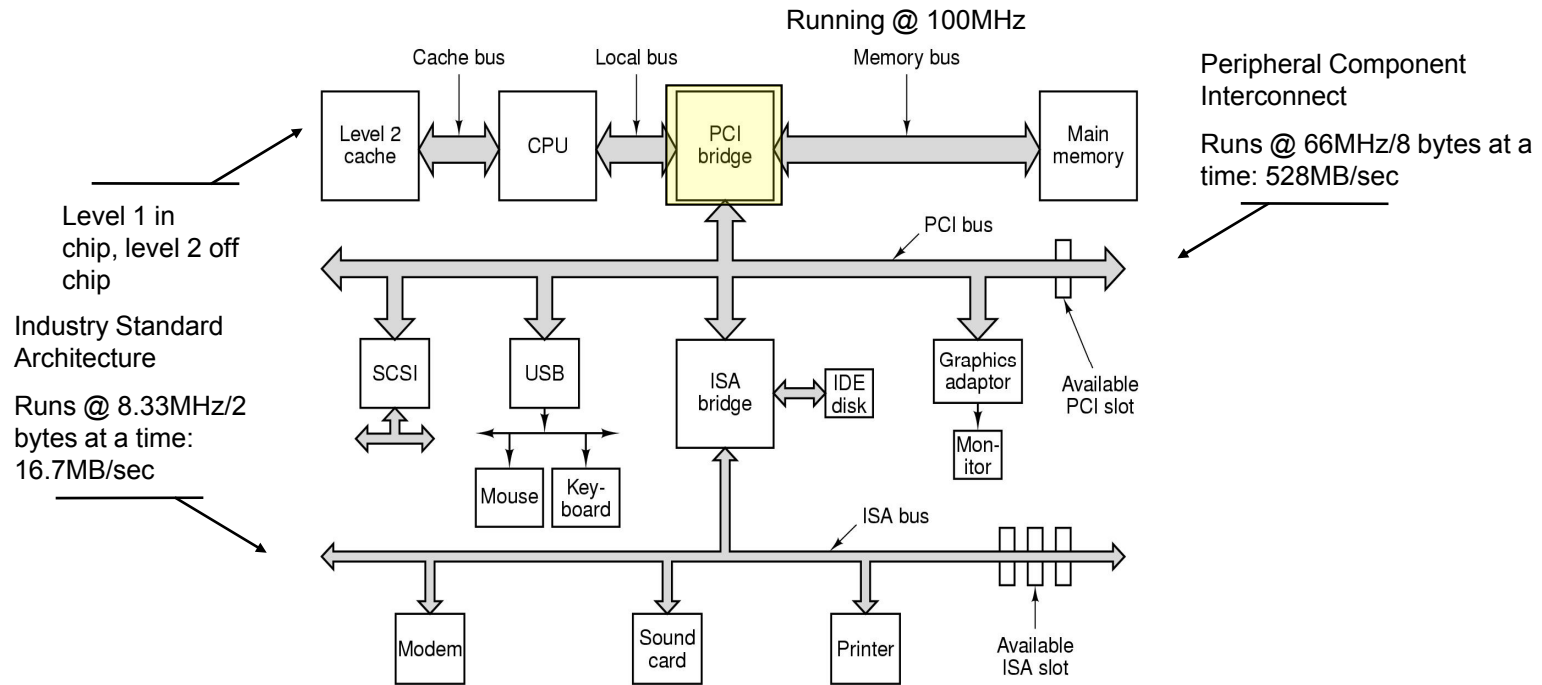 Running @ 100MHz
Cache bus
Local bus
Memory bus
Peripheral Component
Interconnect
Runs @ 66MHz/8 bytes at a
time: 528MB/sec
Level 2
cache
CPU
PCI
bridge
Main
memory
Level 1 in
chip, level 2 off
chip
PCI bus
Industry Standard
Architecture
Runs @ 8.33MHz/2
bytes at a time:
16.7MB/sec
SCSI
USB
ISA
bridge
IDE
disk
Graphics
adaptor
Available
PCI slot
Mon-
itor
Mouse
Key-
board
ISA bus
Modem
Sound
card
Printer
Available
ISA slot